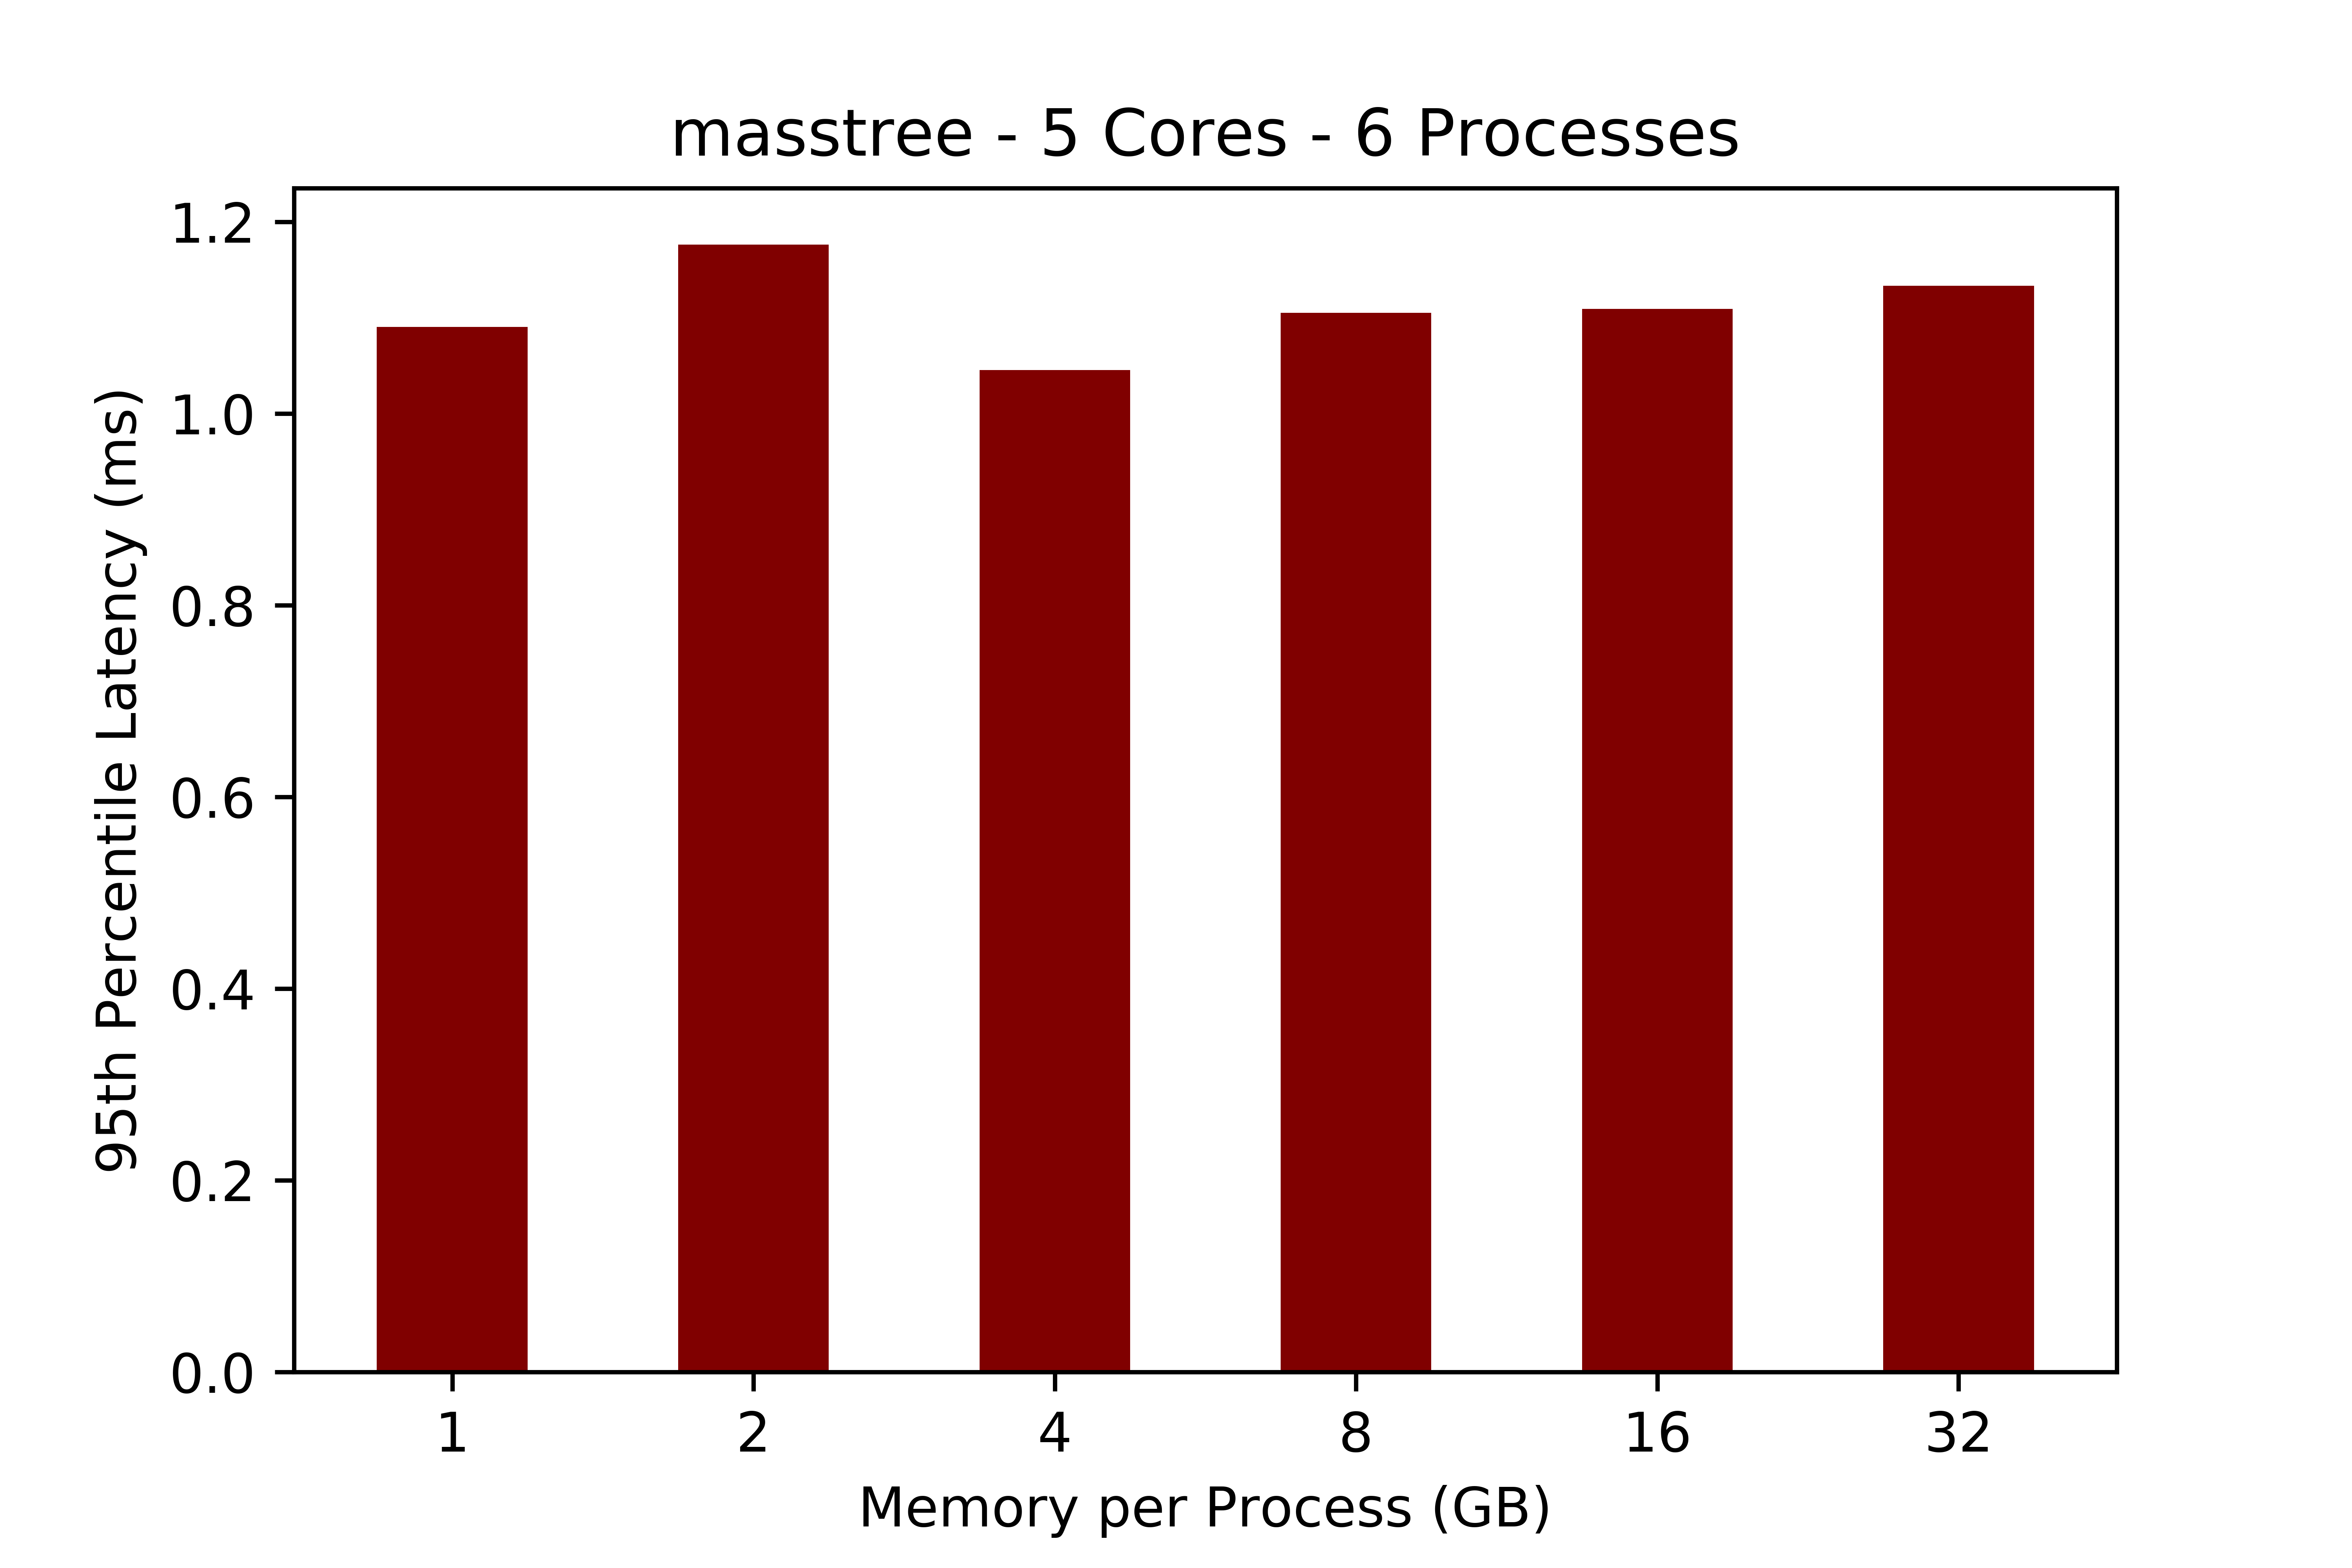 masstree - 5 Cores - 6 Processes
95th Percentile Latency (ms)
1.2
1.0
0.8
0.6
0.4
0.2
0.0
1 2 4 8 16 32
Memory per Process (GB)